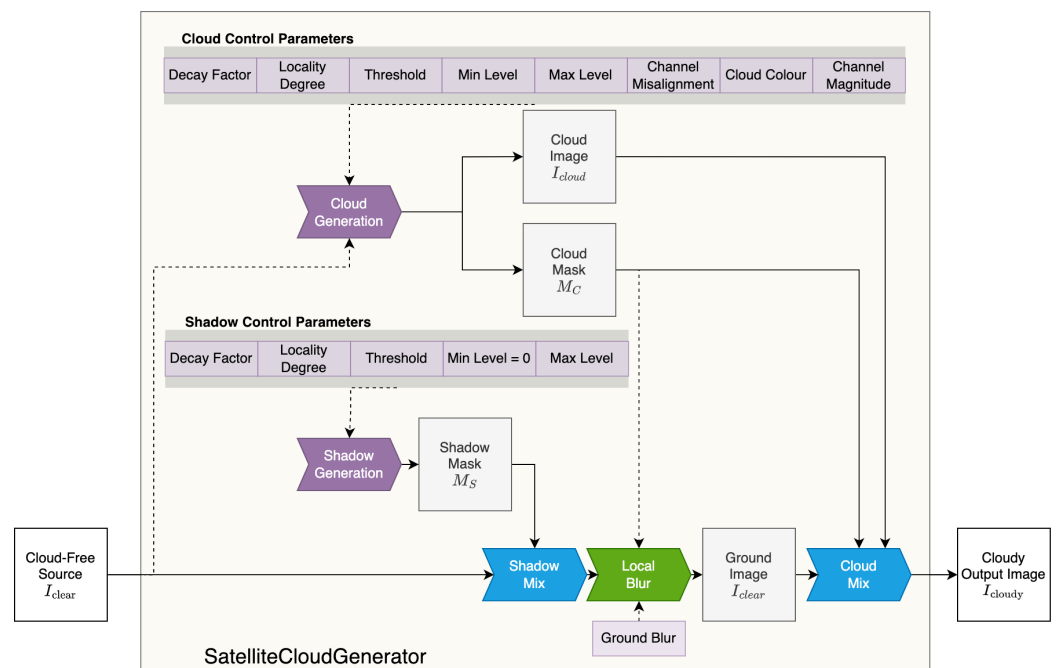 Cloud Control Parameters
Decay Factor
Locality
Degree
Threshold
Min Level
Max Level
Channel
Misalignment
Cloud Colour
Channel
Magnitude
Cloud
Image
I_cloud
Cloud
Generation
Cloud
Mask
M_C
Shadow Control Parameters
Decay Factor
Locality
Degree
Threshold
Min Level = 0
Max Level
Shadow
Generation
Shadow
Mask
M_S
Cloud-Free
Source
I_clear
Shadow
Mix
Local
Blur
Ground
Image
I_clear
Cloud
Mix
Cloudy
Output Image
I_cloudy
Ground Blur
SatelliteCloudGenerator